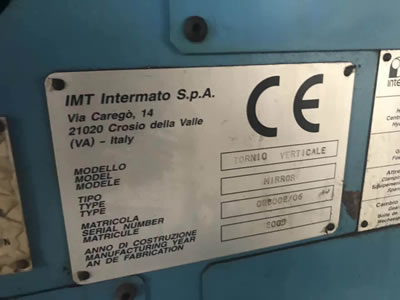 IMT Intermato S.p.A.
Via Caregò, 14
21020 Crosio della Valle
(VA) - Italy
CE
TORNIO VERTICALE
MODELLO
MODEL
MODELE
MIRROR
TIPO
TYPE
TYPE
MATRICOLA
SERIAL NUMBER
MATRICULE
ANNO DI COSTRUZIONE
MANUFACTURING YEAR
AN DE FABRICATION
2003